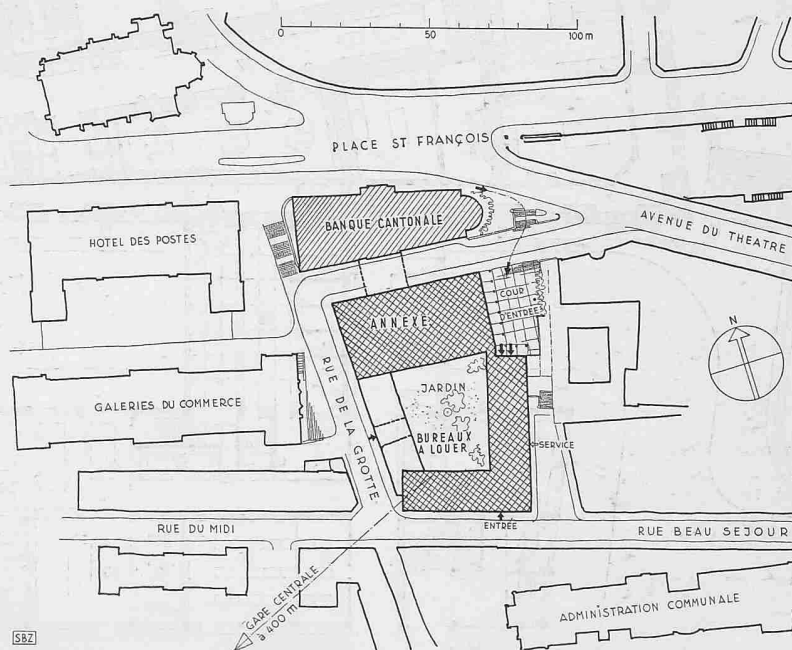 0 50 100 m
PLACE ST FRANÇOIS
BANQUE CANTONALE
HOTEL DES POSTES
AVENUE DU THEATRE
COUR
D'ENTRÉE
ANNEXE
N
RUE DE LA GROTTE
JARDIN
GALERIES DU COMMERCE
BUREAUX
A LOUER
SERVICE
RUE DU MIDI
ENTRÉE
RUE BEAU SEJOUR
GARE CENTRALE
à 400 m
ADMINISTRATION COMMUNALE
SBZ